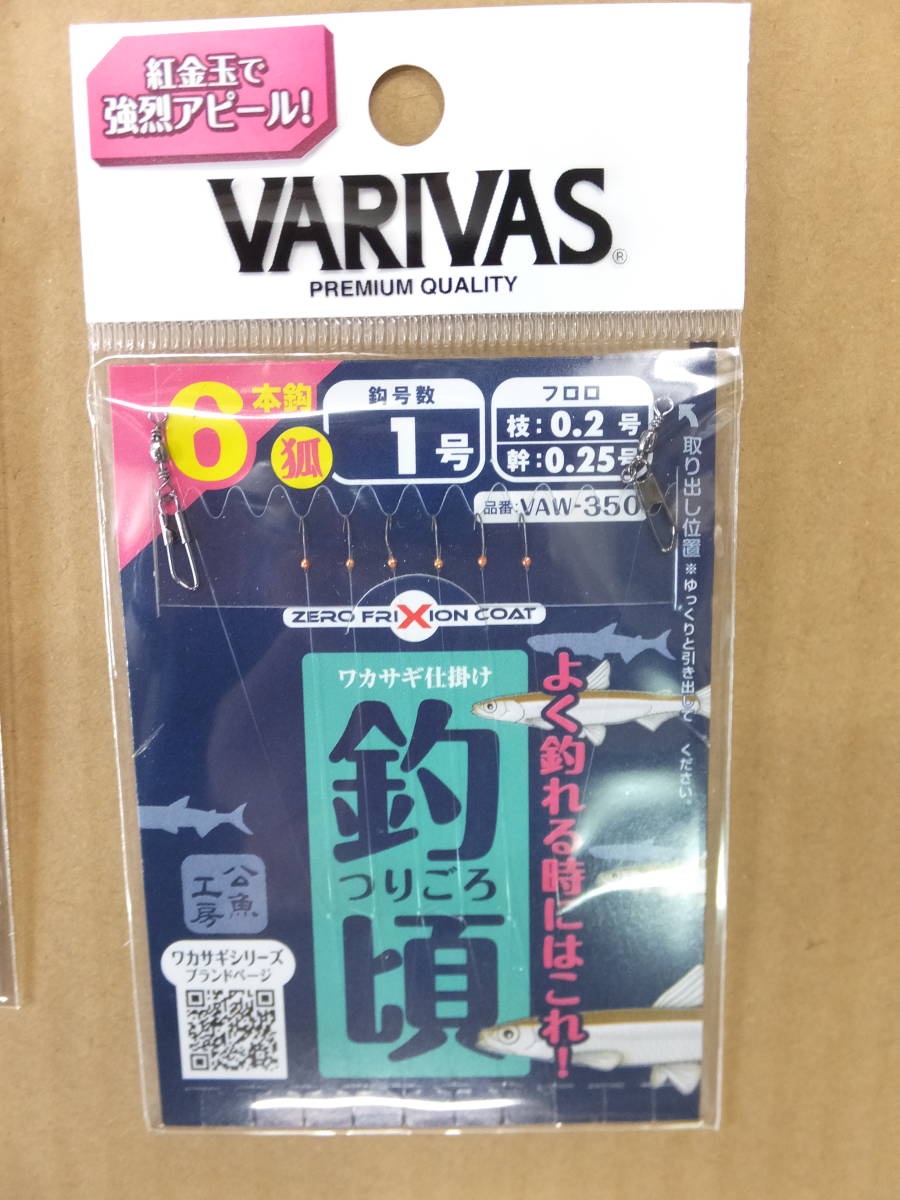 紅金玉で
強烈アピール!
VARIVAS®
PREMIUM QUALITY
6本鈎
狐
鈎号数
1号
フロロ
枝:0.2号
幹:0.25号
品番:VAW-350
取り出し位置
※ゆっくりと引き出して ください。
ZERO FRIXION COAT
ワカサギ仕掛け
釣頃
つりごろ
よく釣れる時にはこれ!
公魚
工房
ワカサギシリーズ
ブランドページ